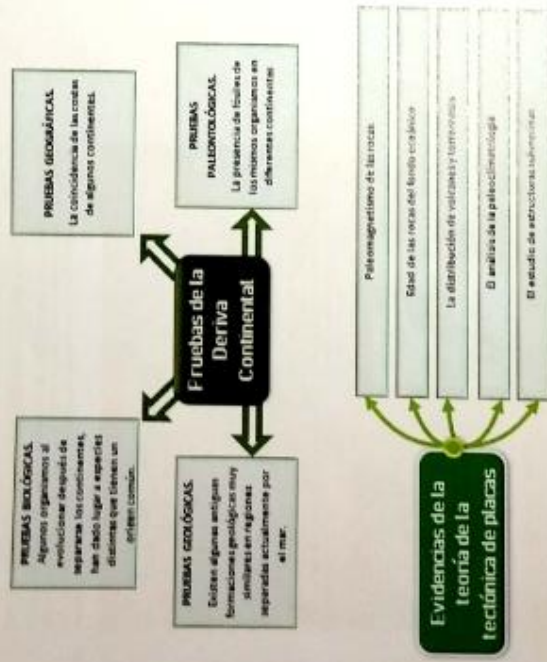 PRUEBAS BIOLÓGICAS.
Algunos organismos al
evolucionar después de
separarse los continentes,
han dado lugar a especies
distintas que tienen un
origen común.
PRUEBAS GEOGRÁFICAS.
La coincidencia de las costas
de algunos continentes.
Pruebas de la
Deriva
Continental
PRUEBAS GEOLÓGICAS.
Existen algunas antiguas
formaciones geológicas muy
similares en regiones
separadas actualmente por
el mar.
PRUEBAS
PALEONTOLÓGICAS.
La presencia de fósiles de
los mismos organismos en
diferentes continentes
Evidencias de la
teoría de la
tectónica de placas
Paleomagnetismo de las rocas
Edad de las rocas del fondo oceánico
La distribución de volcanes y terremotos
El análisis de la paleoclimatología
El estudio de estructuras